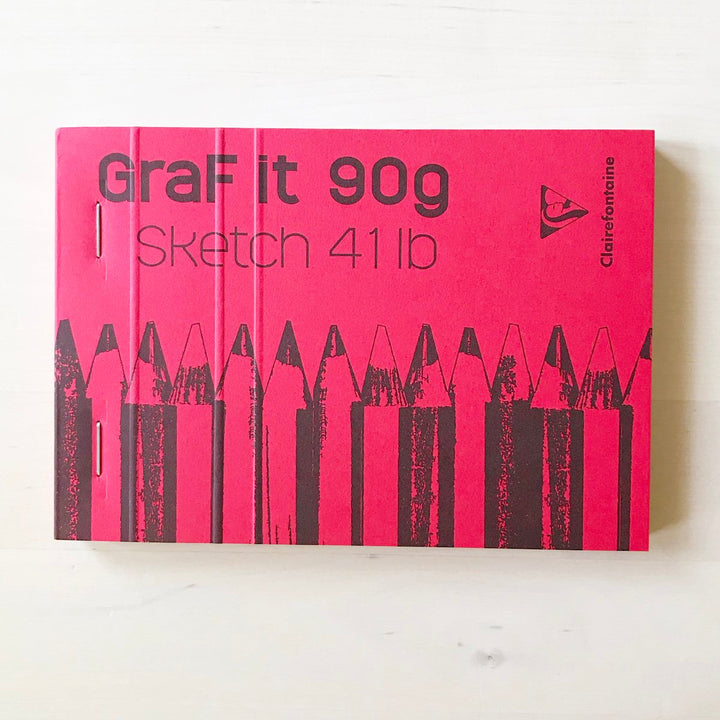 GraF it 90g
Sketch 41 lb
Clairefontaine